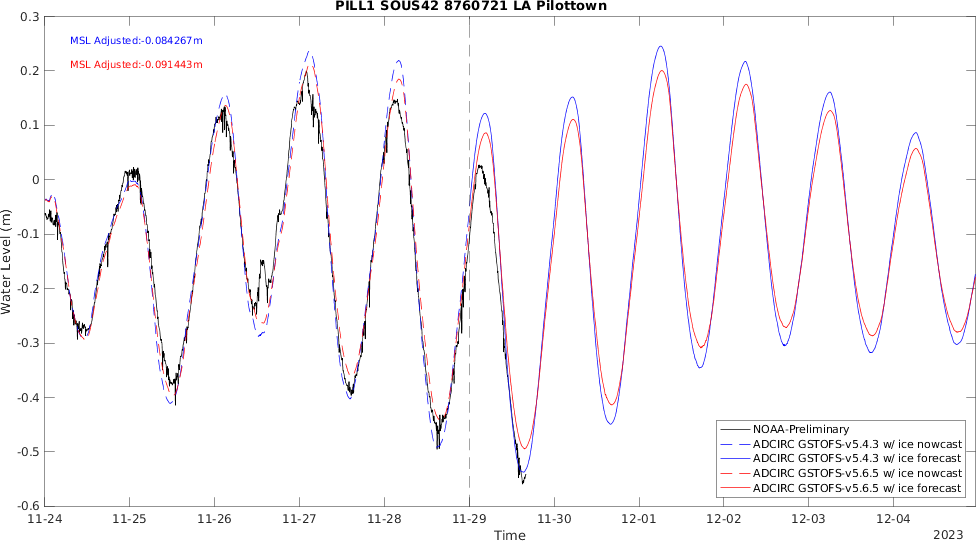 PILL1 SOUS42 8760721 LA Pilottown
MSL Adjusted:-0.084267m
MSL Adjusted:-0.091443m
0.3
0.2
0.1
0
-0.1
-0.2
-0.3
-0.4
-0.5
-0.6
Water Level (m)
NOAA-Preliminary
ADCIRC GSTOFS-v5.4.3 w/ ice nowcast
ADCIRC GSTOFS-v5.4.3 w/ ice forecast
ADCIRC GSTOFS-v5.6.5 w/ ice nowcast
ADCIRC GSTOFS-v5.6.5 w/ ice forecast
11-24 11-25 11-26 11-27 11-28 11-29 11-30 12-01 12-02 12-03 12-04
Time
2023